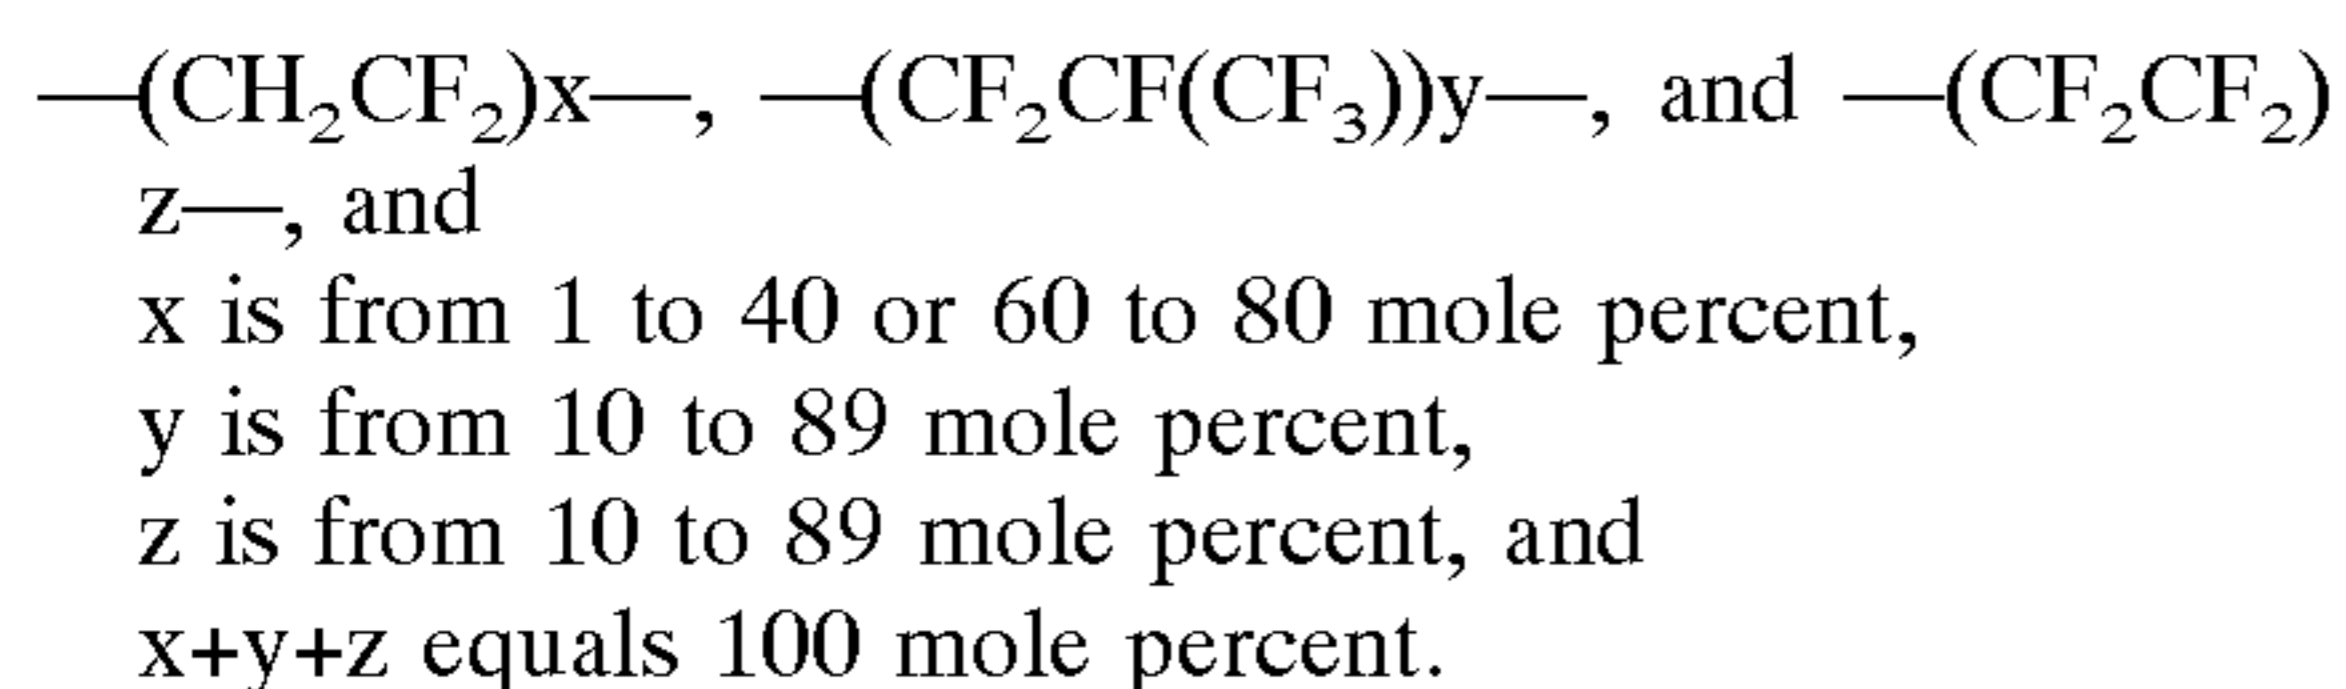 —(CH₂CF₂)x—, —(CF₂CF(CF₃))y—, and —(CF₂CF₂)
z—, and
x is from 1 to 40 or 60 to 80 mole percent,
y is from 10 to 89 mole percent,
z is from 10 to 89 mole percent, and
x+y+z equals 100 mole percent.